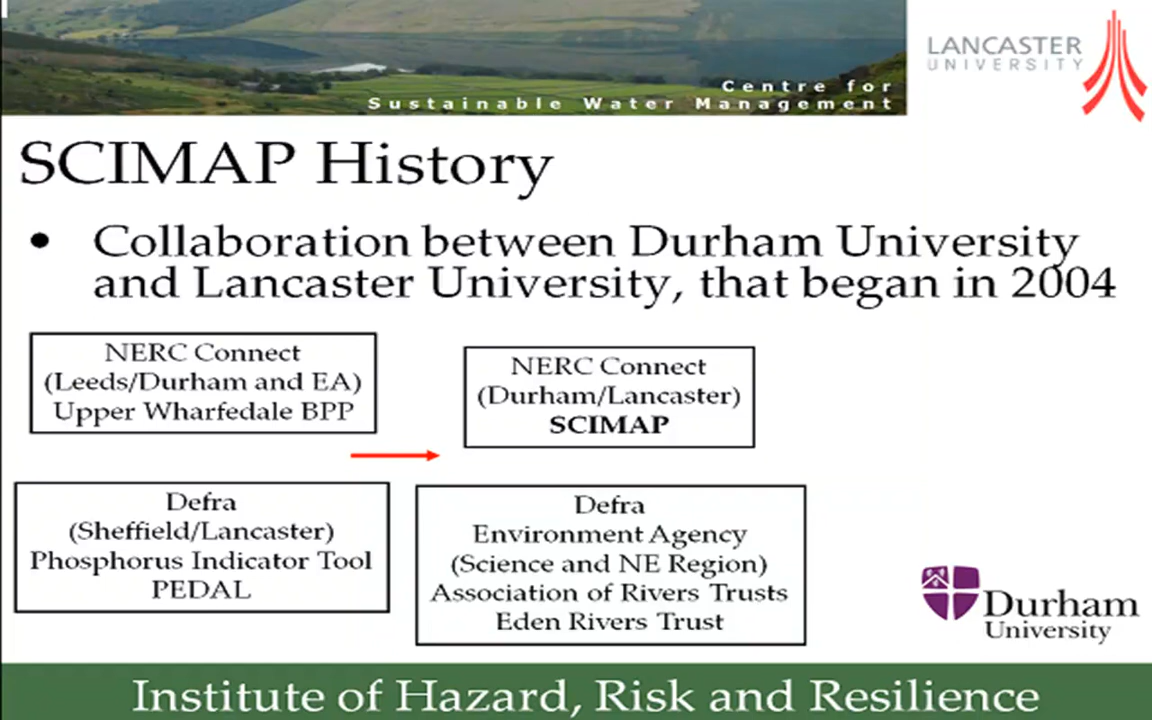 Centre for
Sustainable Water Management
LANCASTER
UNIVERSITY
SCIMAP History
• Collaboration between Durham University
and Lancaster University, that began in 2004
NERC Connect
(Leeds/Durham and EA)
Upper Wharfedale BPP
NERC Connect
(Durham/Lancaster)
SCIMAP
Defra
(Sheffield/Lancaster)
Phosphorus Indicator Tool
PEDAL
Defra
Environment Agency
(Science and NE Region)
Association of Rivers Trusts
Eden Rivers Trust
Durham
University
Institute of Hazard, Risk and Resilience